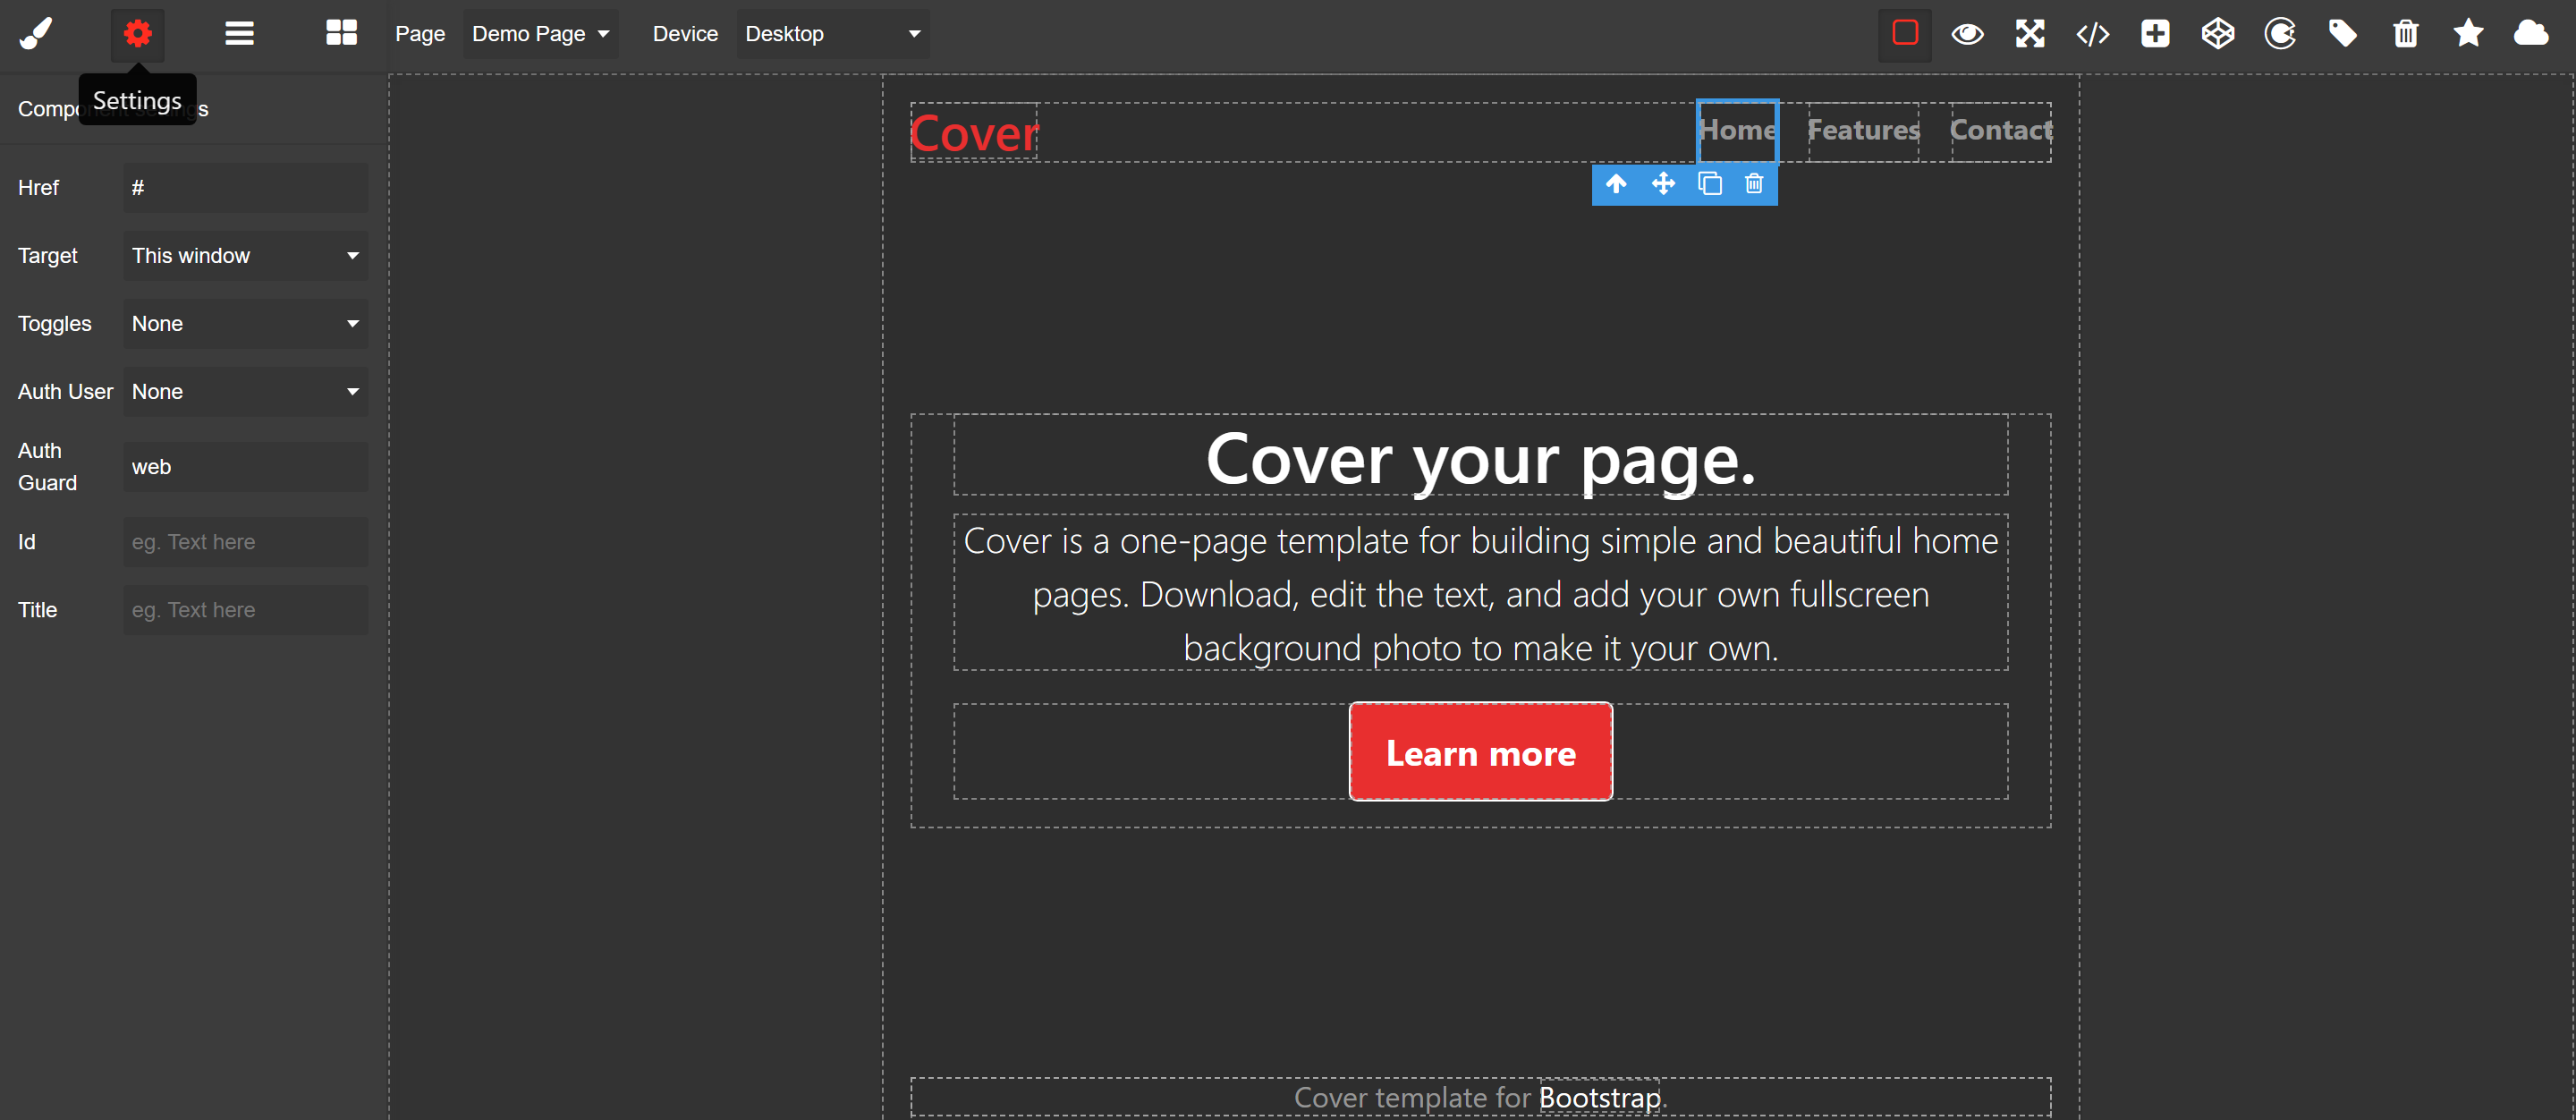 Page Demo Page Device Desktop
Settings
Component settings
Href #
Target This window
Toggles None
Auth User None
Auth
Guard
web
Id eg. Text here
Title eg. Text here
Cover Home Features Contact
Cover your page.
Cover is a one-page template for building simple and beautiful home
pages. Download, edit the text, and add your own fullscreen
background photo to make it your own.
Learn more
Cover template for Bootstrap.